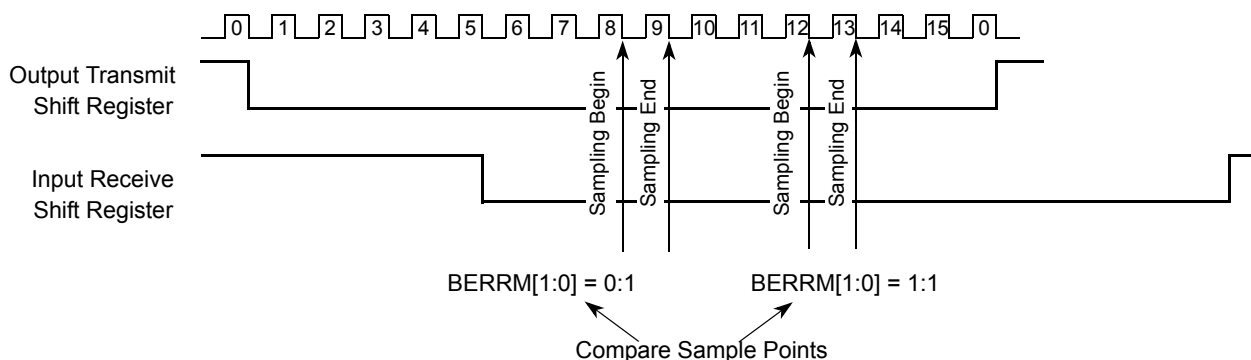 0 1 2 3 4 5 6 7 8 9 10 11 12 13 14 15 0
Output Transmit
Shift Register
Input Receive
Shift Register
Sampling Begin
Sampling End
Sampling Begin
Sampling End
BERRM[1:0] = 0:1
BERRM[1:0] = 1:1
Compare Sample Points